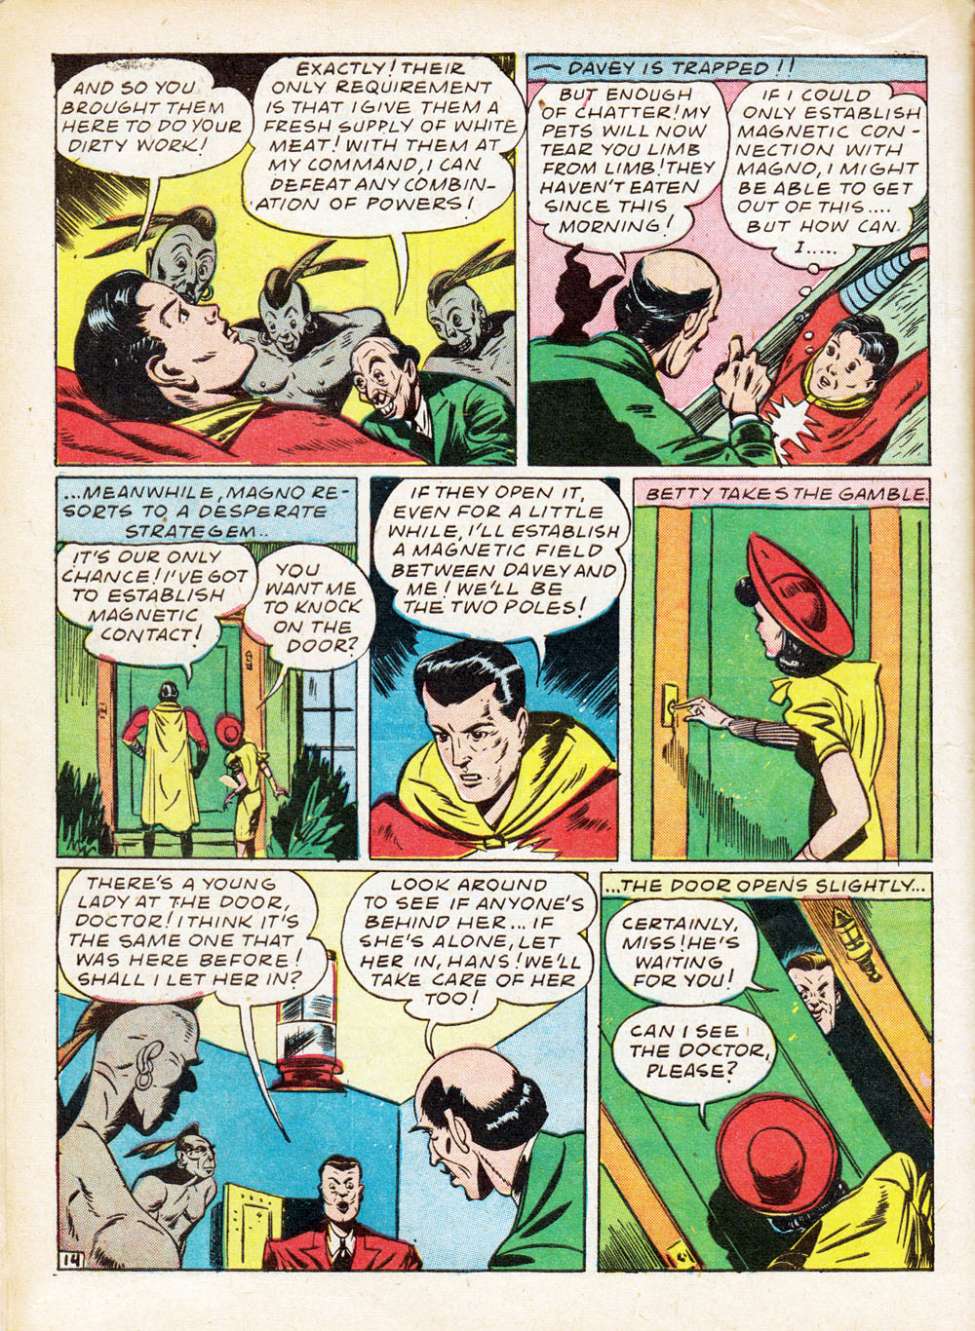 AND SO YOU
BROUGHT THEM
HERE TO DO YOUR
DIRTY WORK!
EXACTLY! THEIR
ONLY REQUIREMENT
IS THAT I GIVE THEM A
FRESH SUPPLY OF WHITE
MEAT! WITH THEM AT
MY COMMAND, I CAN
DEFEAT ANY COMBIN-
ATION OF POWERS!
— DAVEY IS TRAPPED!!
BUT ENOUGH
OF CHATTER! MY
PETS WILL NOW
TEAR YOU LIMB
FROM LIMB! THEY
HAVEN'T EATEN
SINCE THIS
MORNING!
IF I COULD
ONLY ESTABLISH
MAGNETIC CON-
NECTION WITH
MAGNO, I MIGHT
BE ABLE TO GET
OUT OF THIS....
BUT HOW CAN
I.....
...MEANWHILE, MAGNO RE-
SORTS TO A DESPERATE
STRATEGEM..
IT'S OUR ONLY
CHANCE! I'VE GOT
TO ESTABLISH
MAGNETIC
CONTACT!
YOU
WANT ME
TO KNOCK
ON THE
DOOR?
IF THEY OPEN IT,
EVEN FOR A LITTLE
WHILE, I'LL ESTABLISH
A MAGNETIC FIELD
BETWEEN DAVEY AND
ME! WE'LL BE
THE TWO POLES!
BETTY TAKES THE GAMBLE.
THERE'S A YOUNG
LADY AT THE DOOR,
DOCTOR! I THINK IT'S
THE SAME ONE THAT
WAS HERE BEFORE!
SHALL I LET HER IN?
LOOK AROUND
TO SEE IF ANYONE'S
BEHIND HER... IF
SHE'S ALONE, LET
HER IN, HANS! WE'LL
TAKE CARE OF HER
TOO!
...THE DOOR OPENS SLIGHTLY...
CERTAINLY,
MISS! HE'S
WAITING
FOR YOU!
CAN I SEE
THE DOCTOR,
PLEASE?
14